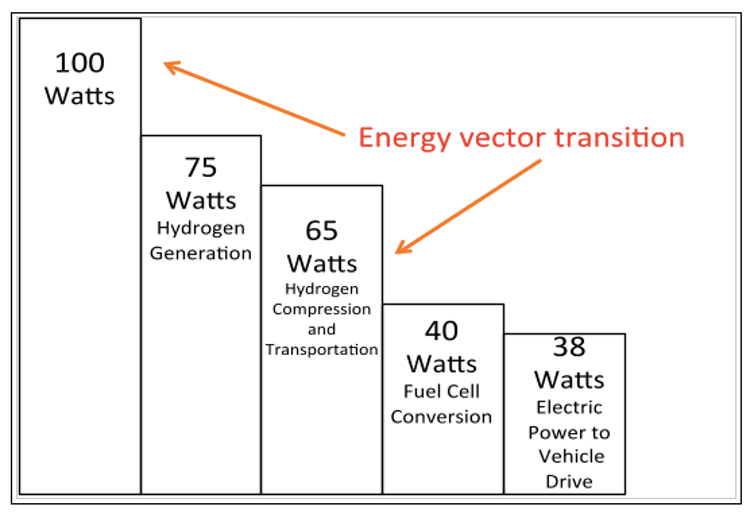 100
Watts
Energy vector transition
75
Watts
Hydrogen
Generation
65
Watts
Hydrogen
Compression
and
Transportation
40
Watts
Fuel Cell
Conversion
38
Watts
Electric
Power to
Vehicle
Drive